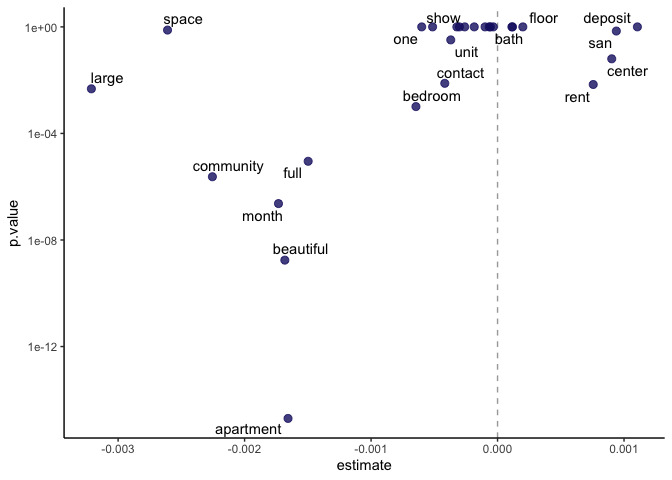 space
show
floor
deposit
1e+00
one
bath
san
unit
large
contact
center
bedroom
rent
1e-04
community
full
p.value
month
1e-08
beautiful
1e-12
apartment
-0.003
-0.002
-0.001
0.000
0.001
estimate